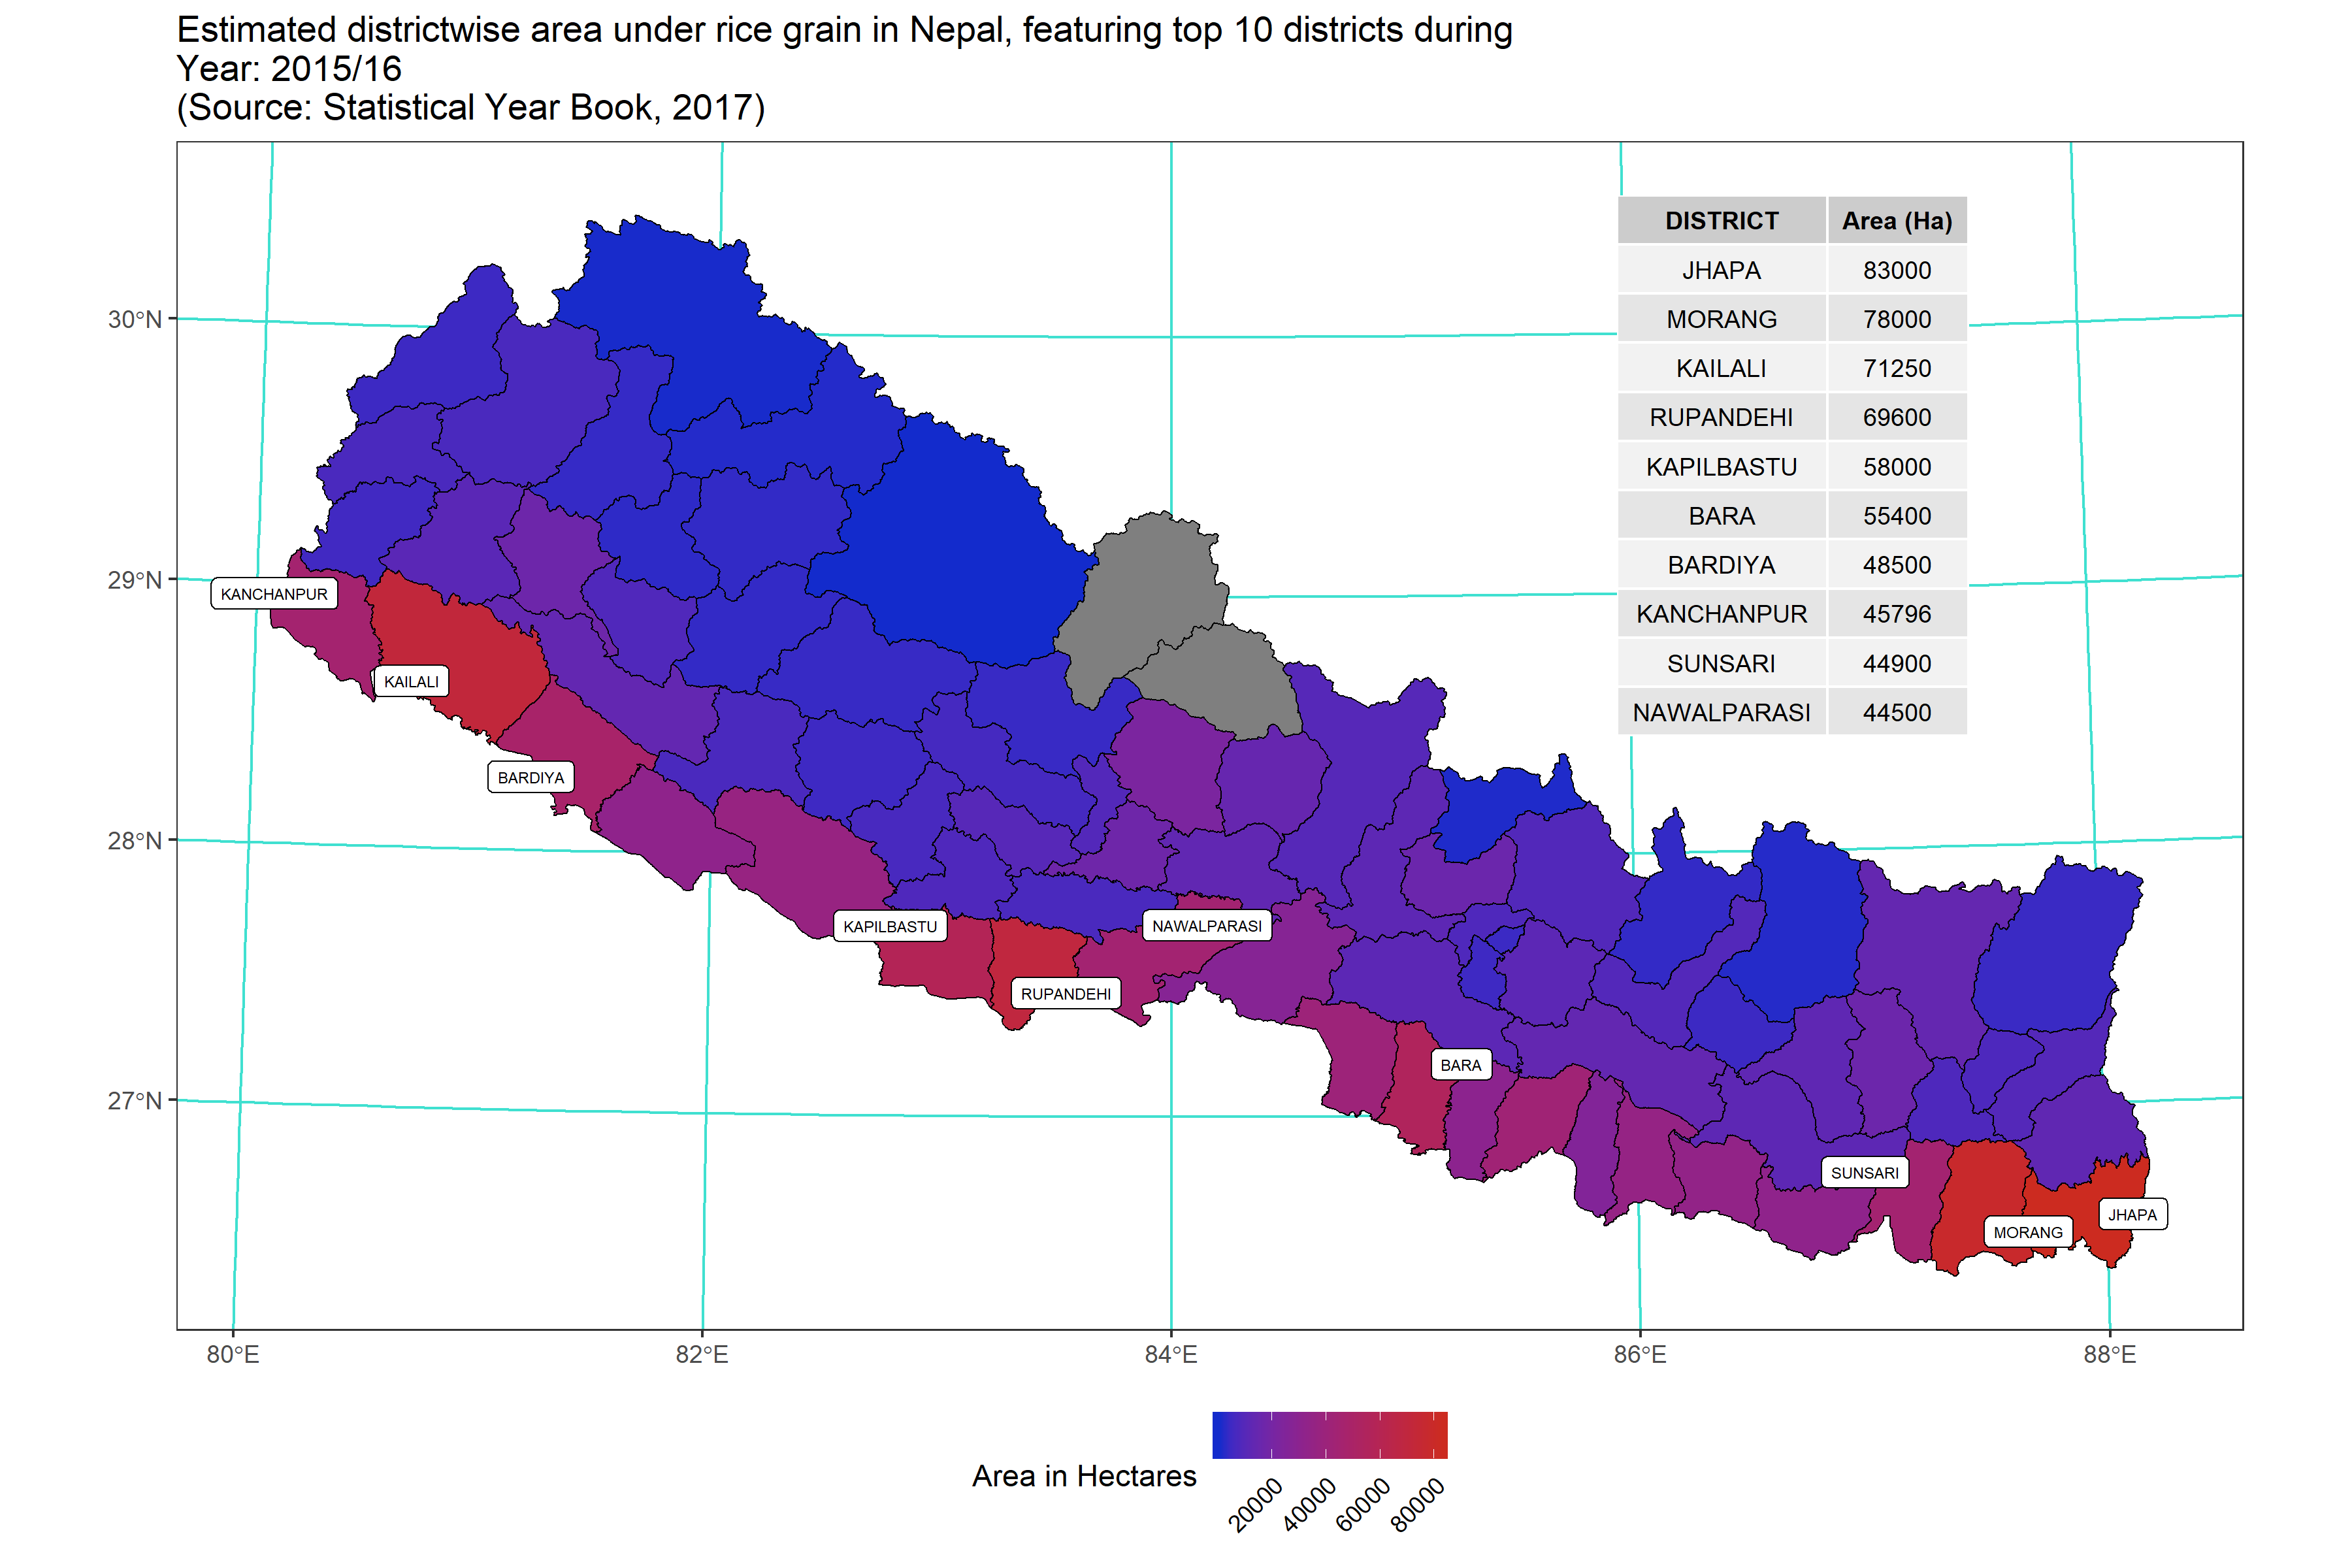 Estimated districtwise area under rice grain in Nepal, featuring top 10 districts during
Year: 2015/16
(Source: Statistical Year Book, 2017)
DISTRICT Area (Ha)
JHAPA 83000
MORANG 78000
KAILALI 71250
RUPANDEHI 69600
KAPILBASTU 58000
BARA 55400
BARDIYA 48500
KANCHANPUR 45796
SUNSARI 44900
NAWALPARASI 44500
30°N
29°N
28°N
27°N
KANCHANPUR
KAILALI
BARDIYA
KAPILBASTU
NAWALPARASI
RUPANDEHI
BARA
SUNSARI
JHAPA
MORANG
80°E 82°E 84°E 86°E 88°E
Area in Hectares
20000 40000 60000 80000